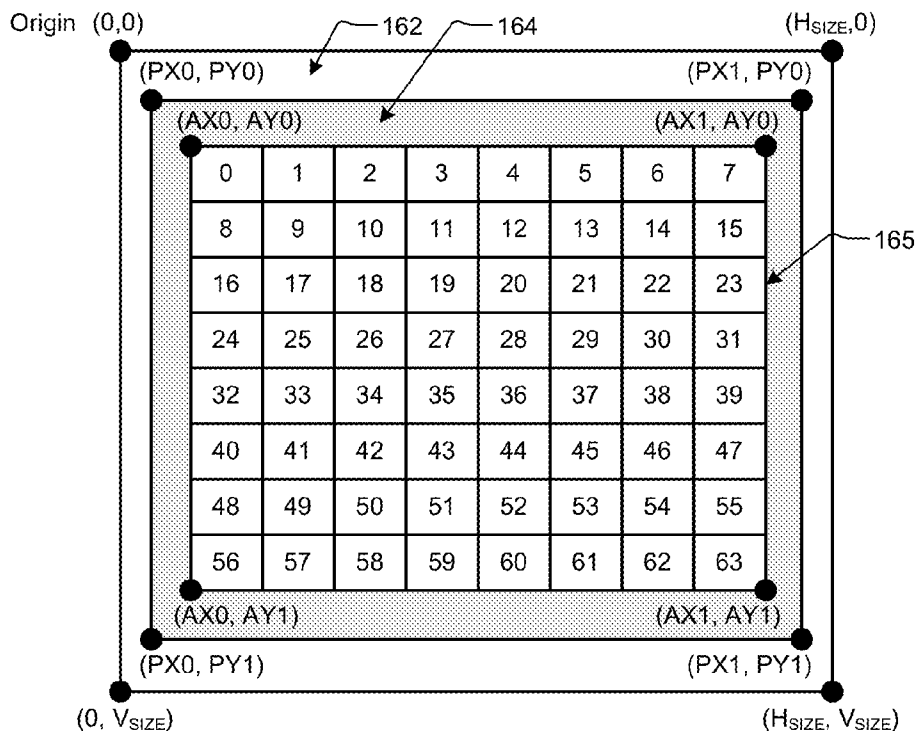 Origin (0,0) 162 164 (HSIZE,0)
(PX0, PY0) (PX1, PY0)
(AX0, AY0) (AX1, AY0)
0 1 2 3 4 5 6 7
8 9 10 11 12 13 14 15
165
16 17 18 19 20 21 22 23
24 25 26 27 28 29 30 31
32 33 34 35 36 37 38 39
40 41 42 43 44 45 46 47
48 49 50 51 52 53 54 55
56 57 58 59 60 61 62 63
(AX0, AY1) (AX1, AY1)
(PX0, PY1) (PX1, PY1)
(0, VSIZE) (HSIZE, VSIZE)